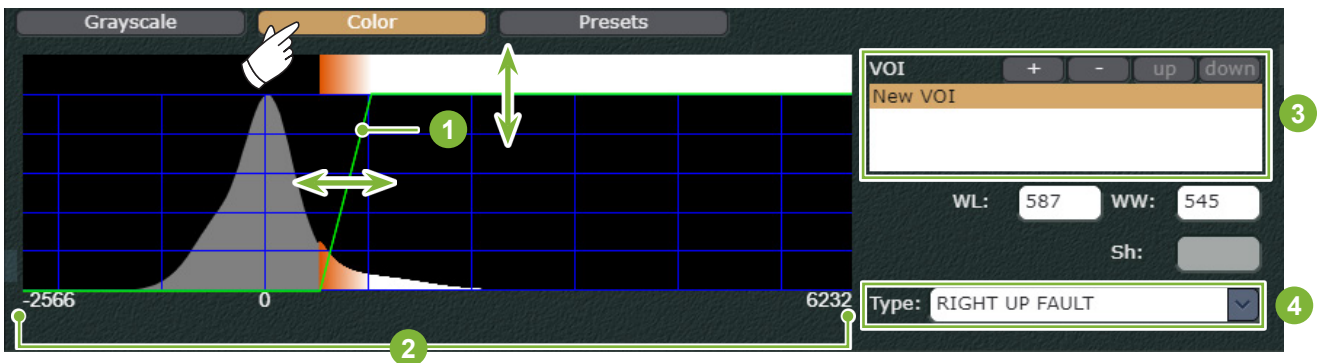 Grayscale Color Presets
VOI + - up down
New VOI
1
3
WL: 587 WW: 545
Sh:
-2566 0 6232
Type: RIGHT UP FAULT
4
2